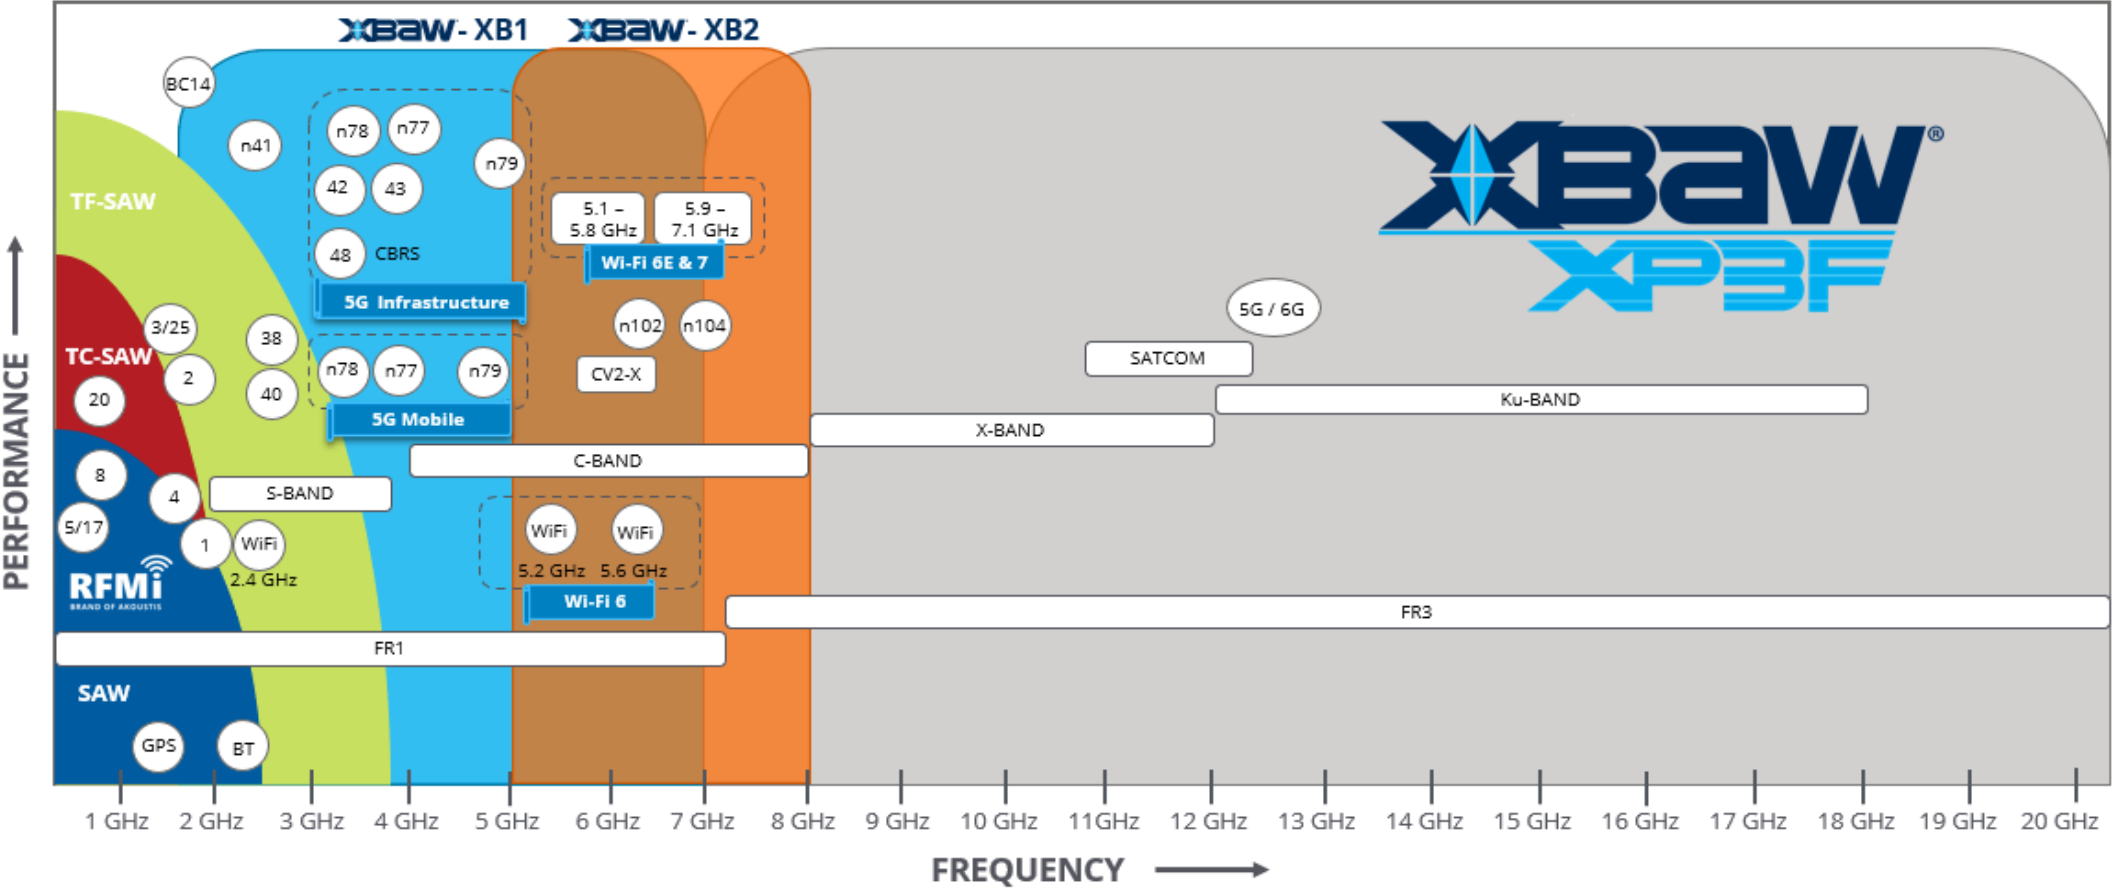 XBAW - XB1
XBAW - XB2
BC14
n41
n78
n77
n79
42
43
48
CBRS
5G Infrastructure
TF-SAW
5.1 –
5.8 GHz
5.9 –
7.1 GHz
Wi-Fi 6E & 7
XBAW®
XP3F
5G / 6G
3/25
38
n102
n104
TC-SAW
SATCOM
2
40
n78
n77
n79
CV2-X
20
5G Mobile
Ku-BAND
X-BAND
C-BAND
8
4
S-BAND
5/17
1
WiFi
2.4 GHz
WiFi
WiFi
5.2 GHz
5.6 GHz
Wi-Fi 6
RFMi
BRAND OF AKOUSTIS
FR3
FR1
SAW
GPS
BT
PERFORMANCE
1 GHz 2 GHz 3 GHz 4 GHz 5 GHz 6 GHz 7 GHz 8 GHz 9 GHz 10 GHz 11GHz 12 GHz 13 GHz 14 GHz 15 GHz 16 GHz 17 GHz 18 GHz 19 GHz 20 GHz
FREQUENCY